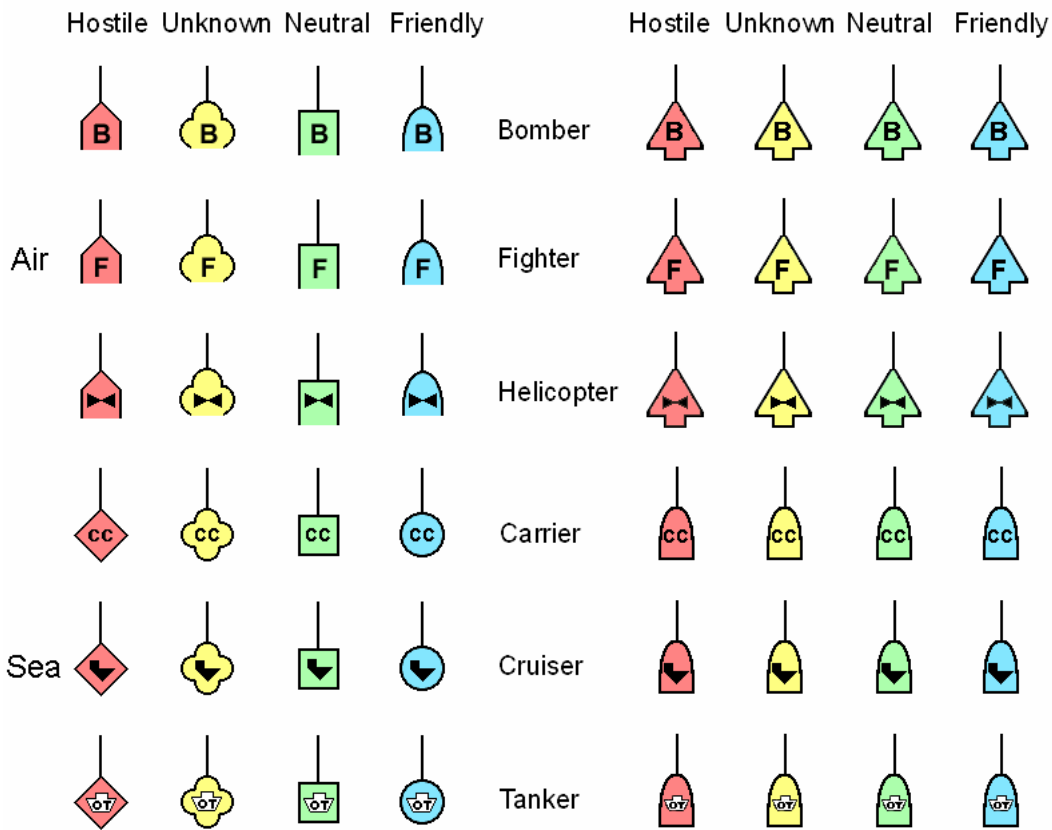 Hostile Unknown Neutral Friendly Hostile Unknown Neutral Friendly
B B B B Bomber B B B B
Air F F F F Fighter F F F F
Helicopter
CC CC CC CC Carrier CC CC CC CC
Sea Cruiser
OT OT OT OT Tanker OT OT OT OT